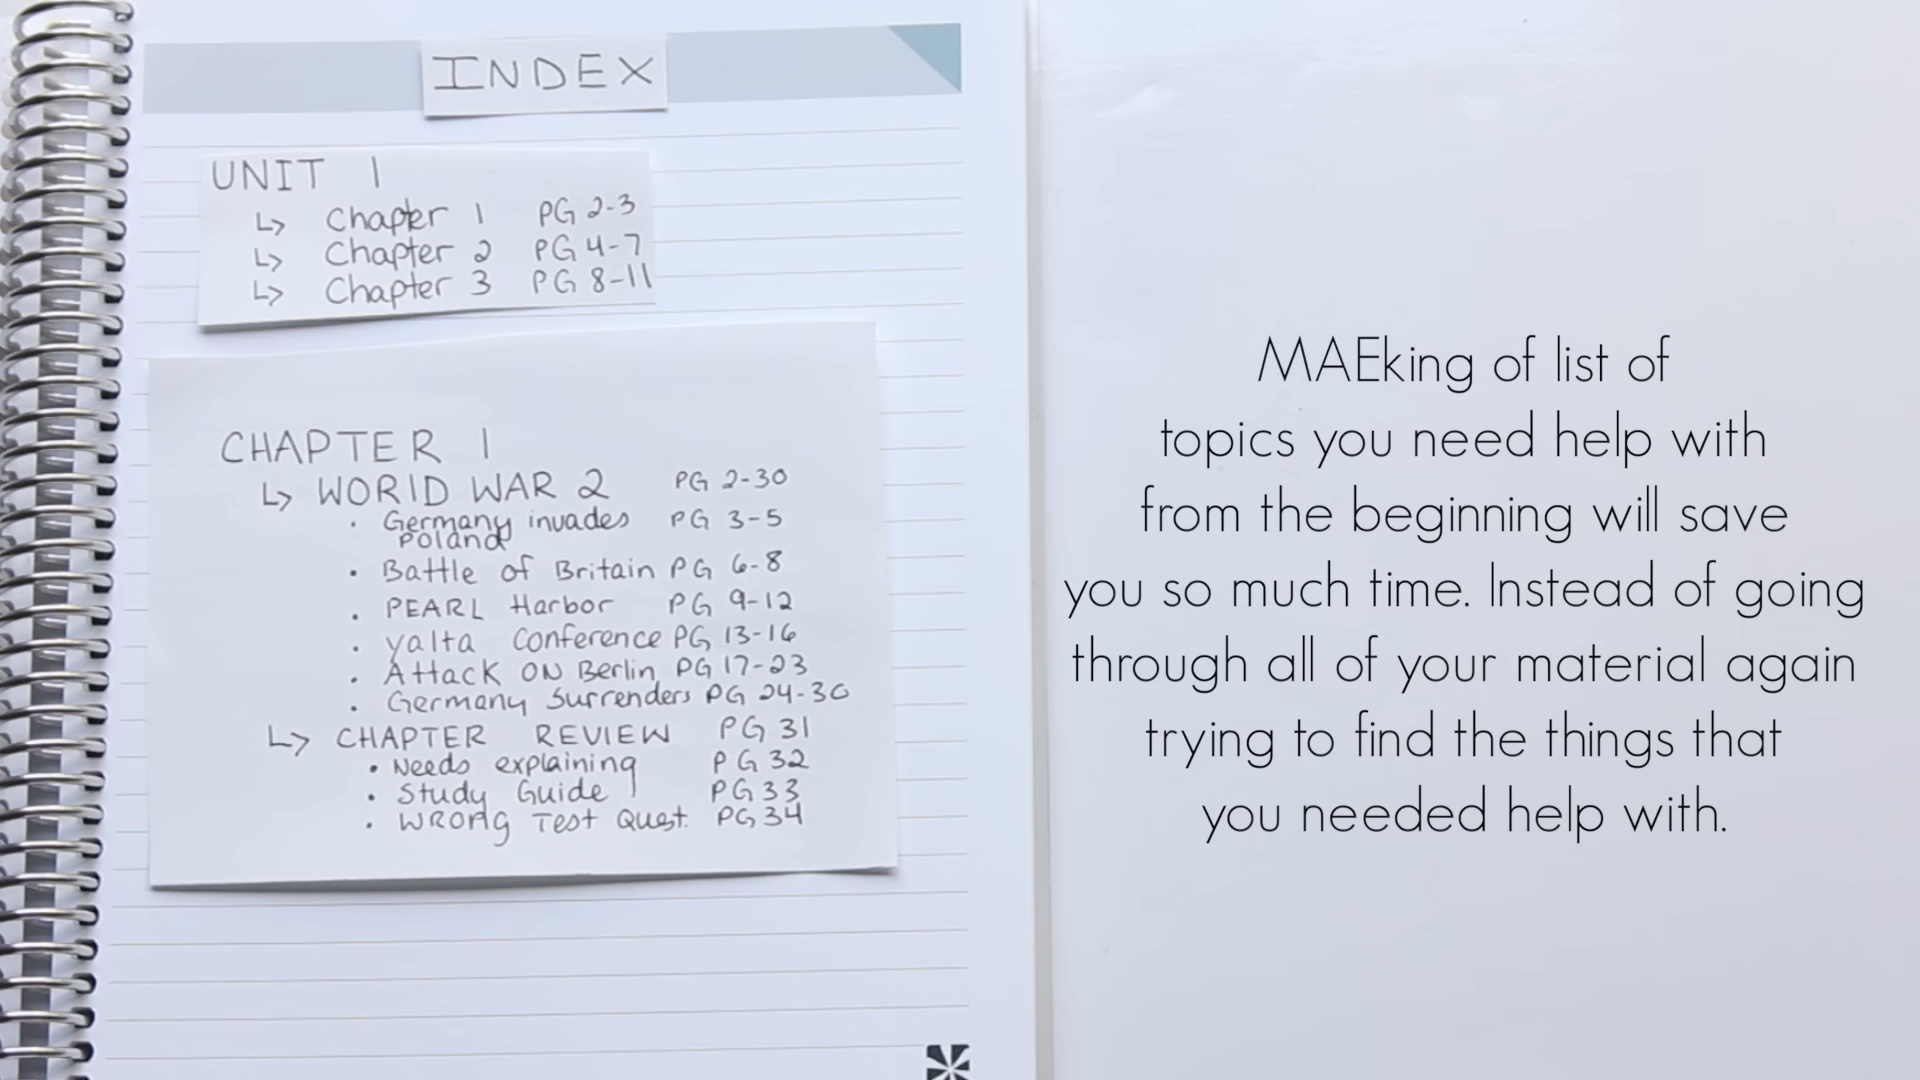 INDEX
UNIT 1
↳ Chapter 1 PG 2-3
↳ Chapter 2 PG 4-7
↳ Chapter 3 PG 8-11
CHAPTER 1
↳ WORLD WAR 2 PG 2-30
• Germany invades PG 3-5
Poland
• Battle of Britain PG 6-8
• PEARL Harbor PG 9-12
• Yalta Conference PG 13-16
• Attack ON Berlin PG 17-23
• Germany Surrenders PG 24-30
↳ CHAPTER REVIEW PG 31
• Needs explaining PG 32
• Study Guide PG 33
• WRONg Test Quest. PG 34
MAEking of list of
topics you need help with
from the beginning will save
you so much time. Instead of going
through all of your material again
trying to find the things that
you needed help with.